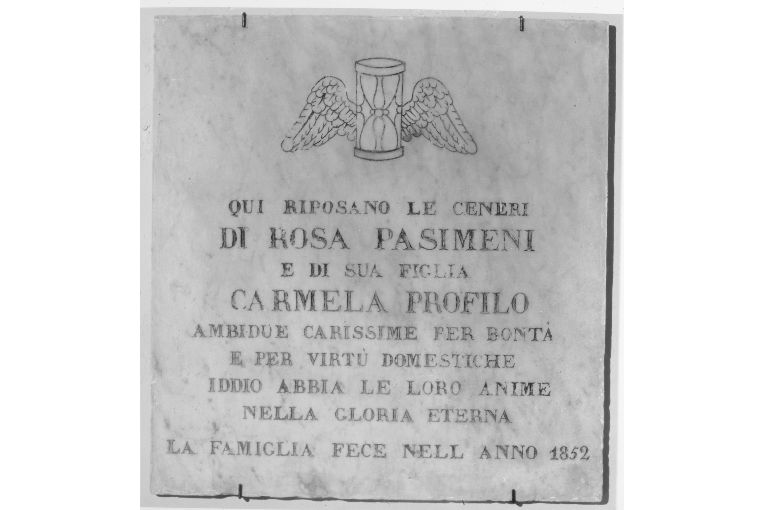 QUI RIPOSANO LE CENERI
DI ROSA PASIMENI
E DI SUA FIGLIA
CARMELA PROFILO
AMBIDUE CARISSIME PER BONTÀ
E PER VIRTÙ DOMESTICHE
IDDIO ABBIA LE LORO ANIME
NELLA GLORIA ETERNA
LA FAMIGLIA FECE NELL ANNO 1852